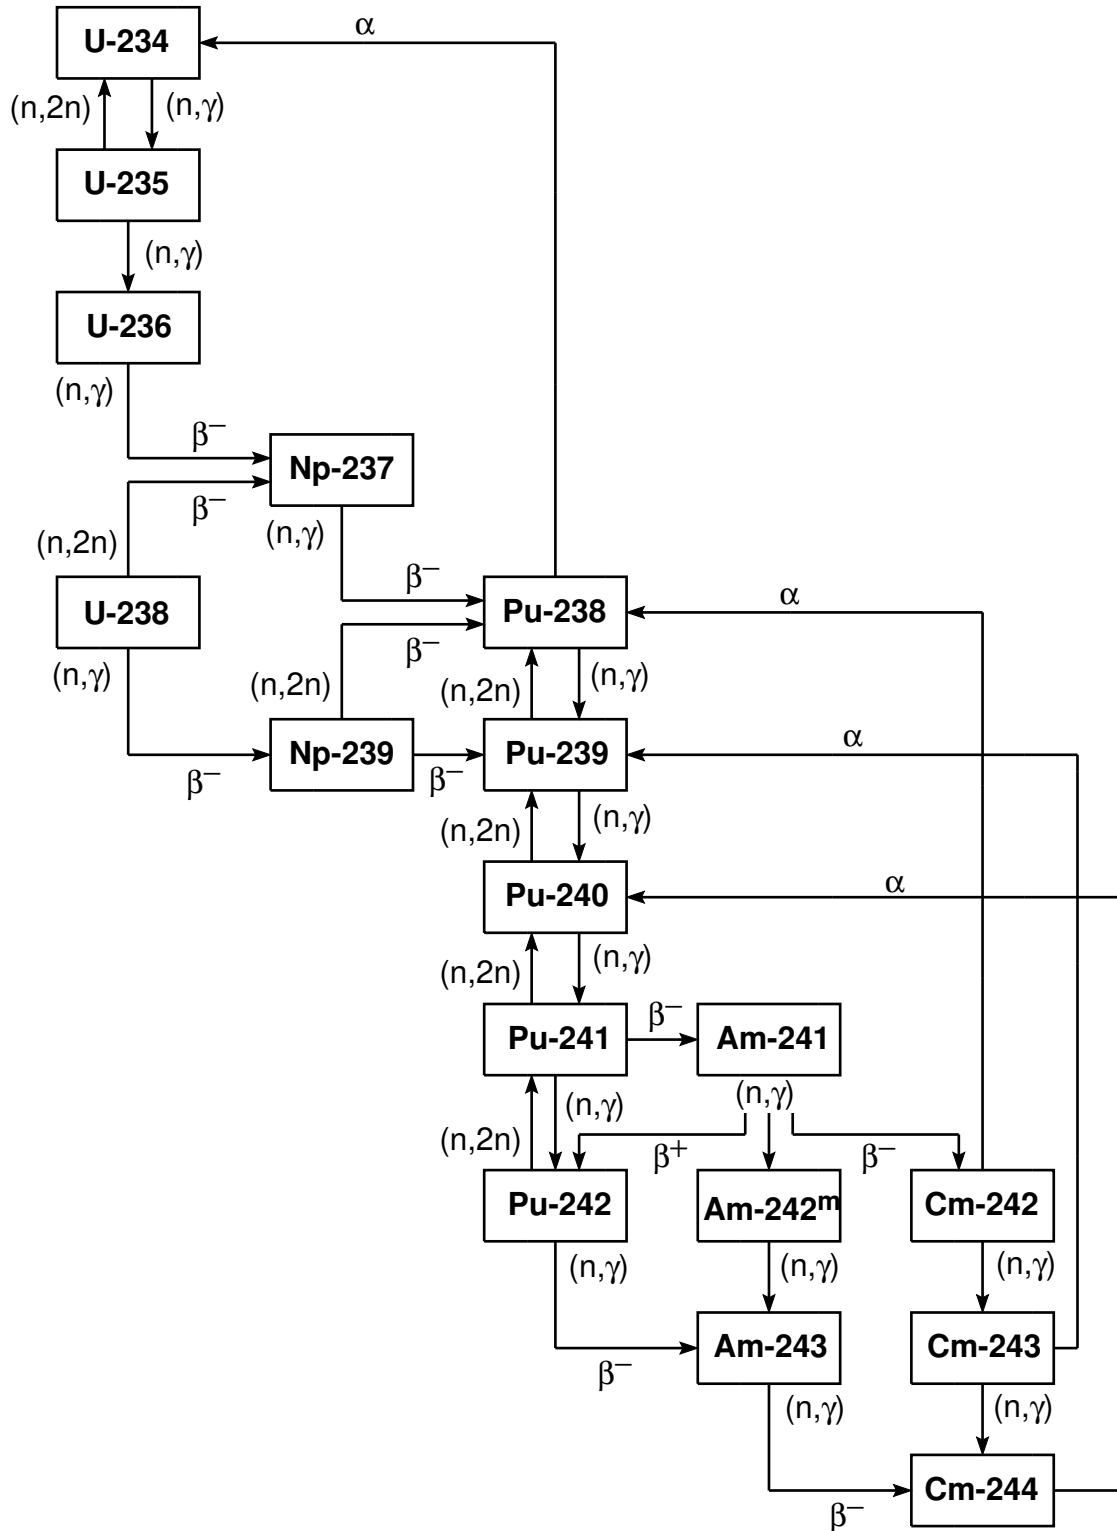 U-234
α
(n,2n)
(n,γ)
U-235
(n,γ)
U-236
(n,γ)
β⁻
Np-237
β⁻
(n,γ)
(n,2n)
β⁻
U-238
Pu-238
α
β⁻
(n,γ)
(n,2n)
(n,2n)
(n,γ)
Np-239
Pu-239
α
β⁻
β⁻
(n,2n)
(n,γ)
Pu-240
α
(n,2n)
(n,γ)
β⁻
Pu-241
Am-241
(n,γ)
(n,γ)
(n,2n)
β⁺
β⁻
Pu-242
Am-242ᵐ
Cm-242
(n,γ)
(n,γ)
(n,γ)
Am-243
Cm-243
β⁻
(n,γ)
(n,γ)
Cm-244
β⁻